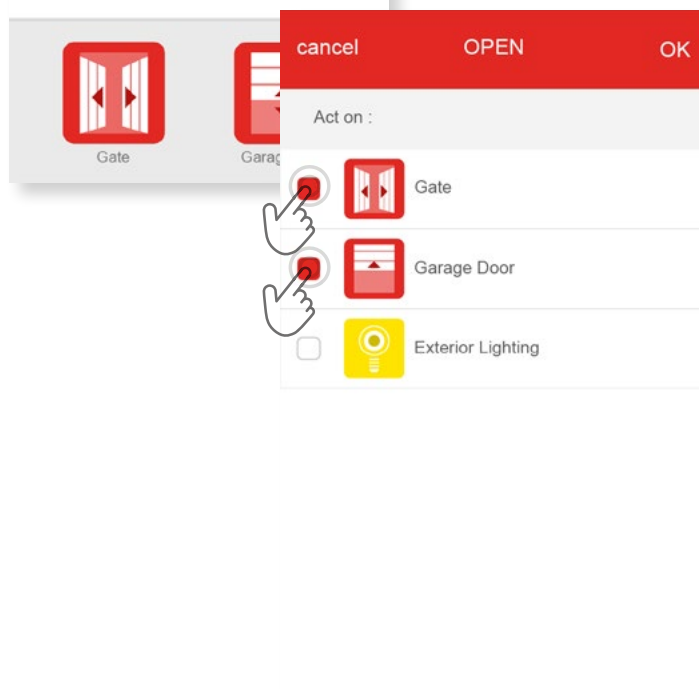 cancel OPEN OK
Act on :
Gate
Gate
Garage Door
Exterior Lighting